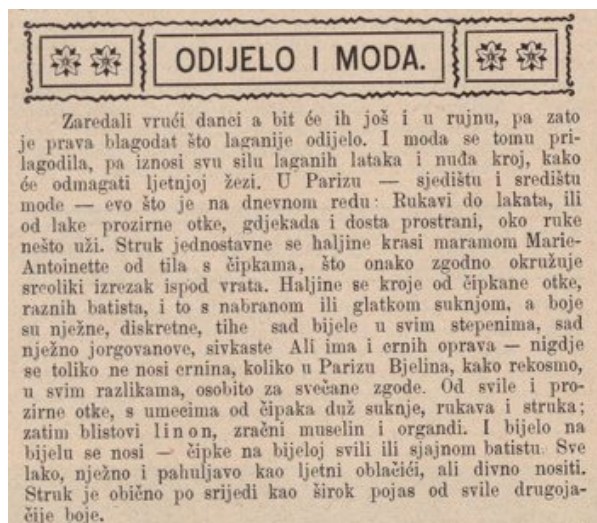 ODIJELO I MODA.
Zaredali vrući danci a bit će ih još i u rujnu, pa zato
je prava blagodat što laganije odijelo. I moda se tomu pri-
lagodila, pa iznosi svu silu laganih lataka i nuđa kroj, kako
će odmagati ljetnjoj žezi. U Parizu — sjedištu i središtu
mode — evo što je na dnevnom redu: Rukavi do lakata, ili
od lake prozirne otke, gdjekada i dosta prostrani, oko ruke
nešto uži. Struk jednostavne se haljine krasi maramom Marie-
Antoinette od tila s čipkama, što onako zgodno okružuje
srcoliki izrezak ispod vrata. Haljine se kroje od čipkane otke,
raznih batista, i to s nabranom ili glatkom suknjom, a boje
su nježne, diskretne, tihe sad bijele u svim stepenima, sad
nježno jorgovanove, sivkaste Ali ima i crnih oprava — nigdje
se toliko ne nosi crnina, koliko u Parizu Bjelina, kako rekosmo,
u svim razlikama, osobito za svečane zgode. Od svile i pro-
zirne otke, s umecima od čipaka duž suknje, rukava i struka;
zatim blistovi linon, zračni muselin i organdi. I bijelo na
bijelu se nosi — čipke na bijeloj svili ili sjajnom batistu. Sve
lako, nježno i pahuljavo kao ljetni oblačići, ali divno nositi.
Struk je obično po srijedi kao širok pojas od svile drugoja-
čije boje.